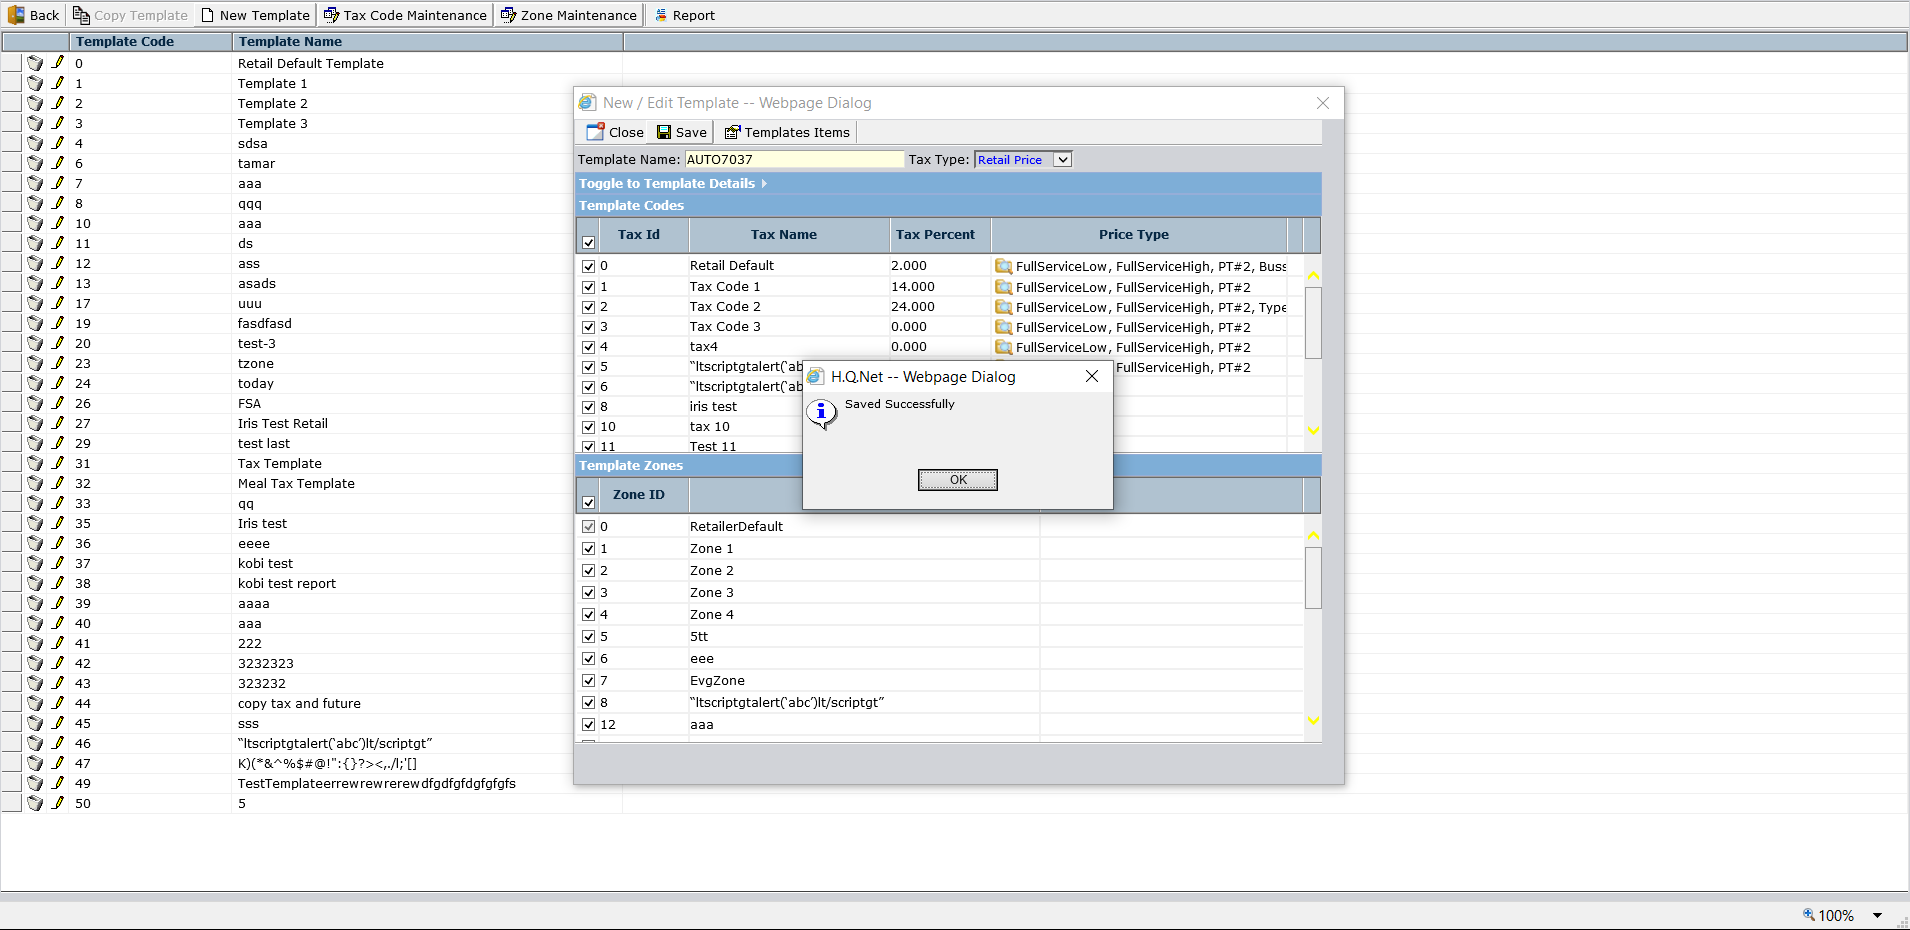 Back Copy Template New Template Tax Code Maintenance Zone Maintenance Report
Template Code Template Name
0 Retail Default Template
1 Template 1
2 Template 2
3 Template 3
4 sdsa
6 tamar
7 aaa
8 qqq
10 aaa
11 ds
12 ass
13 asads
17 uuu
19 fasdfasd
20 test-3
23 tzone
24 today
26 FSA
27 Iris Test Retail
29 test last
31 Tax Template
32 Meal Tax Template
33 qq
35 Iris test
36 eeee
37 kobi test
38 kobi test report
39 aaaa
40 aaa
41 222
42 3232323
43 323232
44 copy tax and future
45 sss
46 “ltscriptgtalert(‘abc’)lt/scriptgt”
47 K)(*&^%$#@!":{}?><,./l;'[]
49 TestTemplateerrewrewrerewdfgdfgfdgfgfgfs
50 5
New / Edit Template -- Webpage Dialog
Close Save Templates Items
Template Name: AUTO7037 Tax Type: Retail Price
Toggle to Template Details
Template Codes
Tax Id Tax Name Tax Percent Price Type
0 Retail Default 2.000 FullServiceLow, FullServiceHigh, PT#2, Buss
1 Tax Code 1 14.000 FullServiceLow, FullServiceHigh, PT#2
2 Tax Code 2 24.000 FullServiceLow, FullServiceHigh, PT#2, Type
3 Tax Code 3 0.000 FullServiceLow, FullServiceHigh, PT#2
4 tax4 0.000 FullServiceLow, FullServiceHigh, PT#2
5 “ltscriptgtalert(‘ab FullServiceHigh, PT#2
6 “ltscriptgtalert(‘ab
8 iris test
10 tax 10
11 Test 11
H.Q.Net -- Webpage Dialog
Saved Successfully
OK
Template Zones
Zone ID
0 RetailerDefault
1 Zone 1
2 Zone 2
3 Zone 3
4 Zone 4
5 5tt
6 eee
7 EvgZone
8 “ltscriptgtalert(‘abc’)lt/scriptgt”
12 aaa
100%